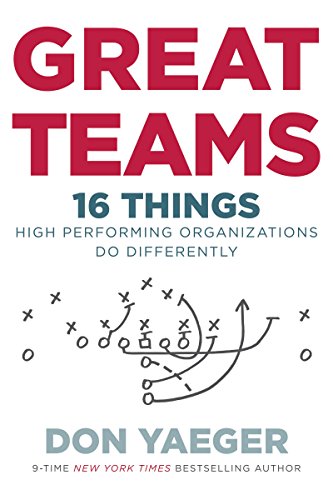 GREAT
TEAMS
16 THINGS
HIGH PERFORMING ORGANIZATIONS
DO DIFFERENTLY
DON YAEGER
9-TIME NEW YORK TIMES BESTSELLING AUTHOR